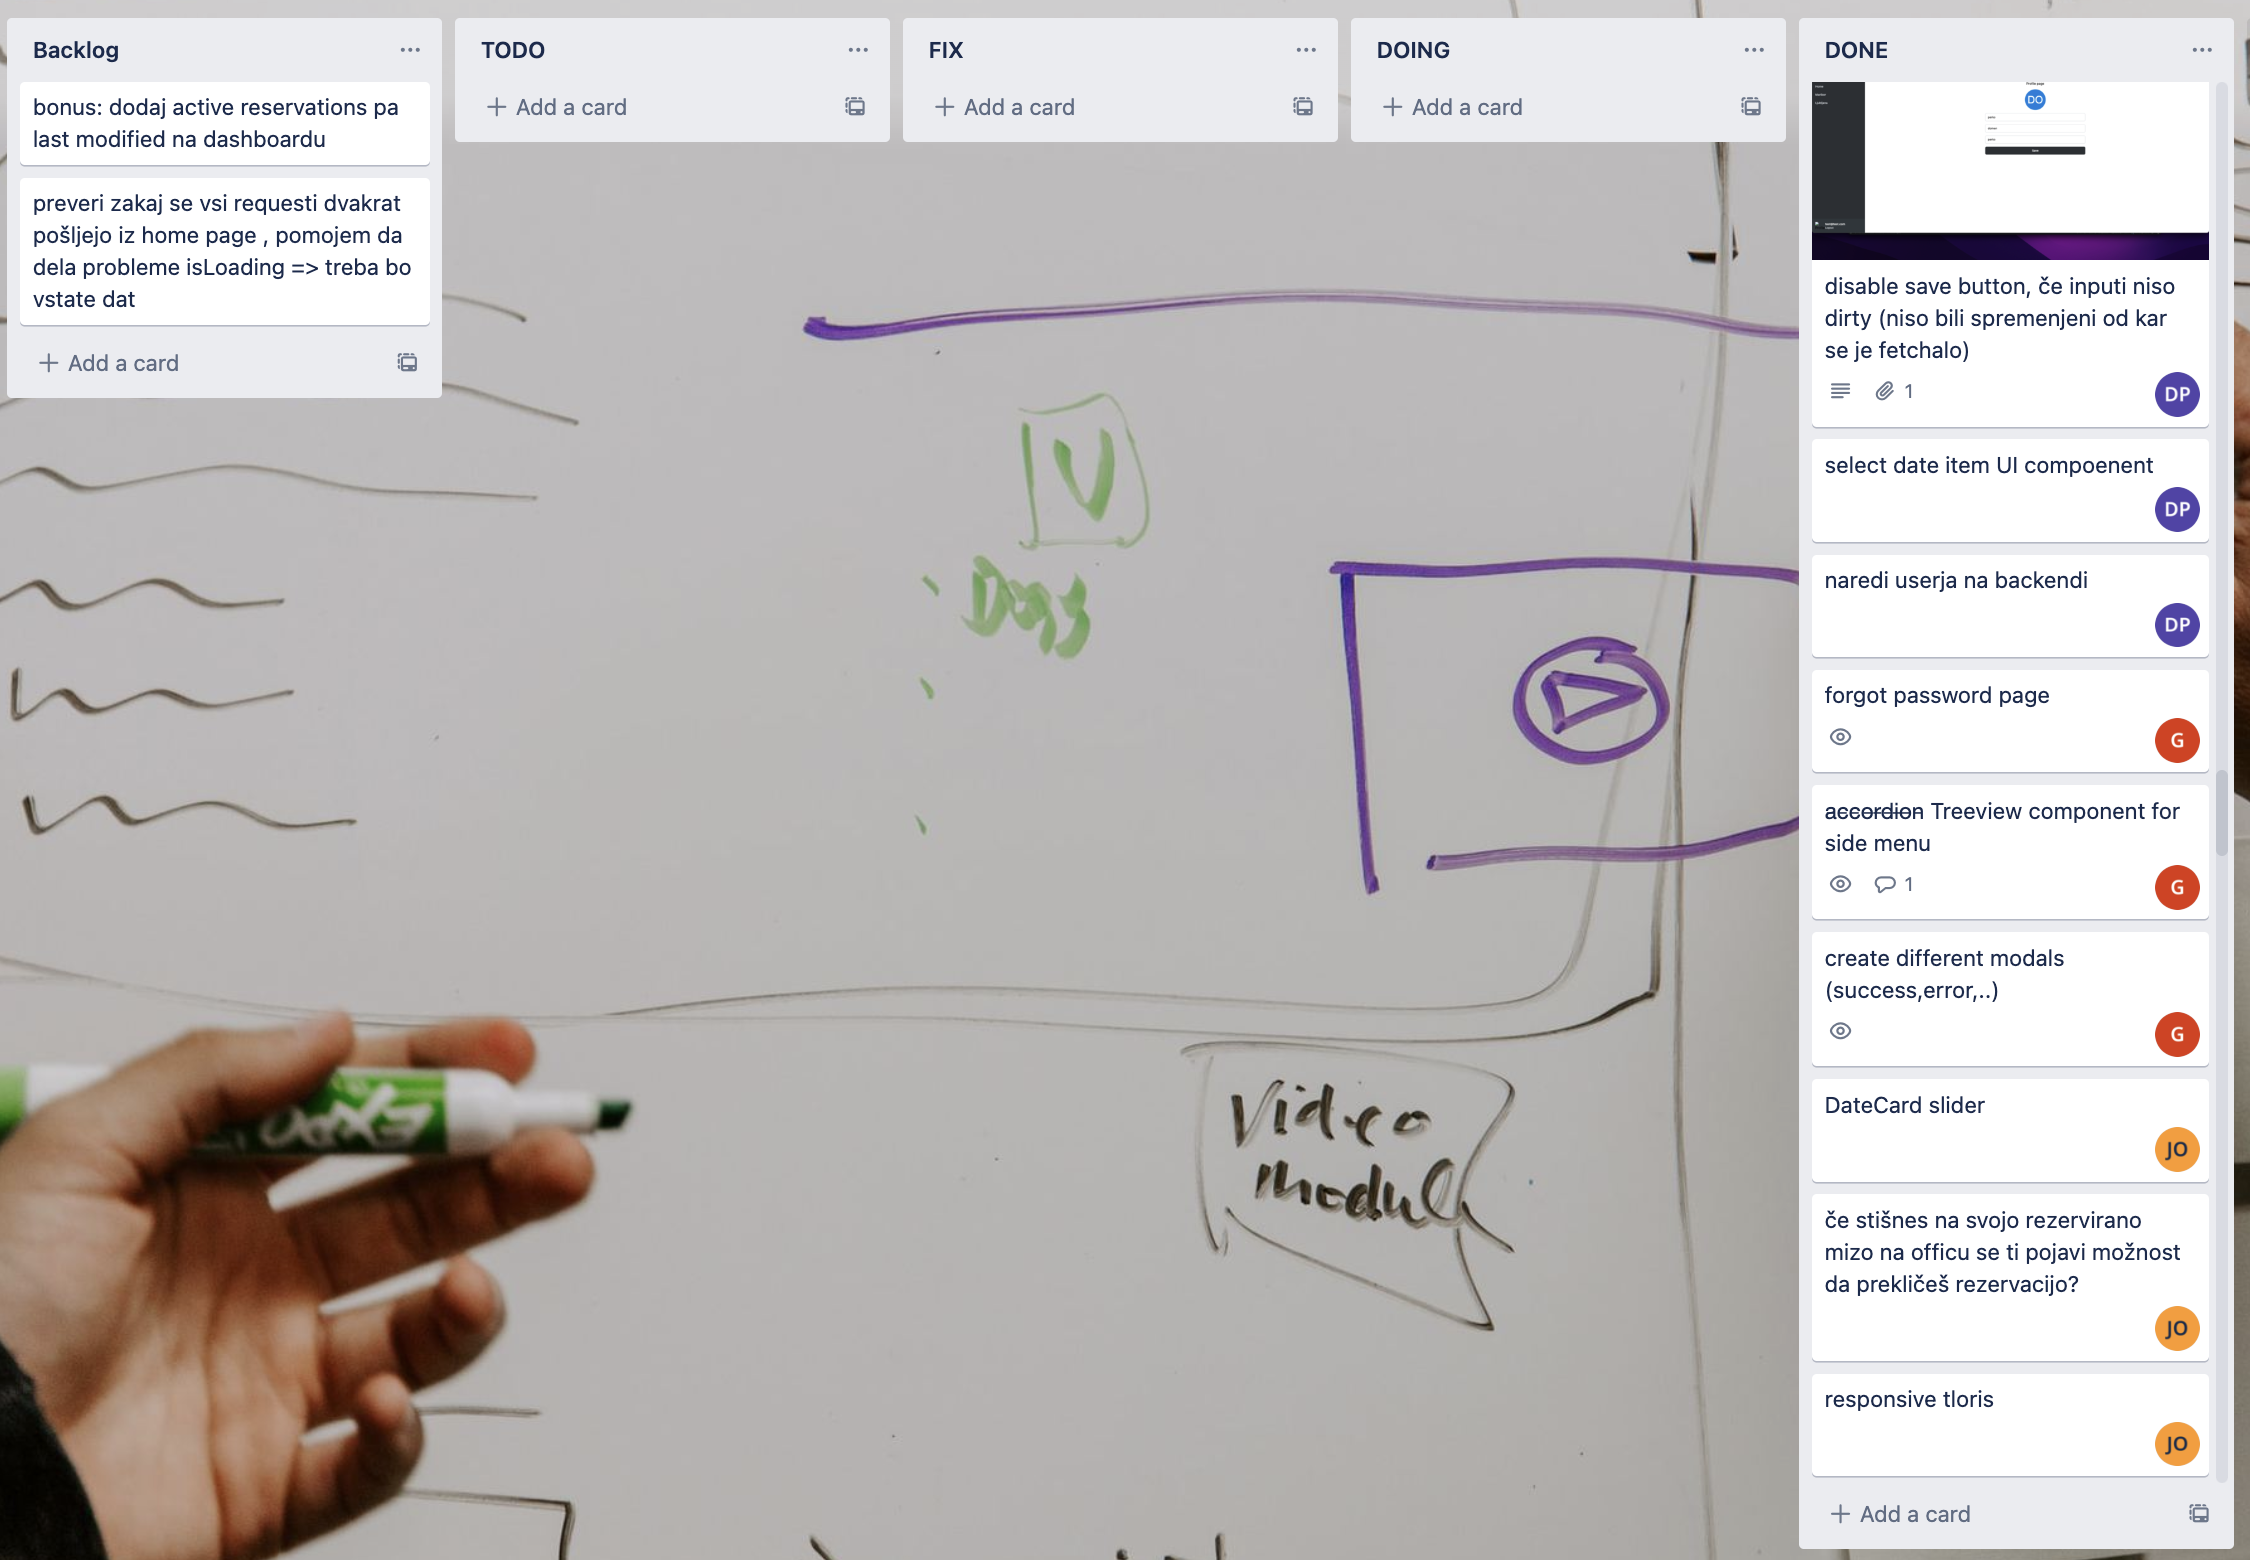 Backlog
bonus: dodaj active reservations pa
last modified na dashboardu
preveri zakaj se vsi requesti dvakrat
pošljejo iz home page , pomojem da
dela probleme isLoading => treba bo
vstate dat
Add a card
TODO
Add a card
FIX
Add a card
DOING
Add a card
DONE
DO
disable save button, če inputi niso
dirty (niso bili spremenjeni od kar
se je fetchalo)
1
DP
select date item UI compoenent
DP
naredi userja na backendi
DP
forgot password page
G
accordion Treeview component for
side menu
1
G
create different modals
(success,error,..)
G
DateCard slider
JO
če stišnes na svojo rezervirano
mizo na officu se ti pojavi možnost
da prekličeš rezervacijo?
JO
responsive tloris
JO
Add a card
V
Dogs
EXPO
Video
Module